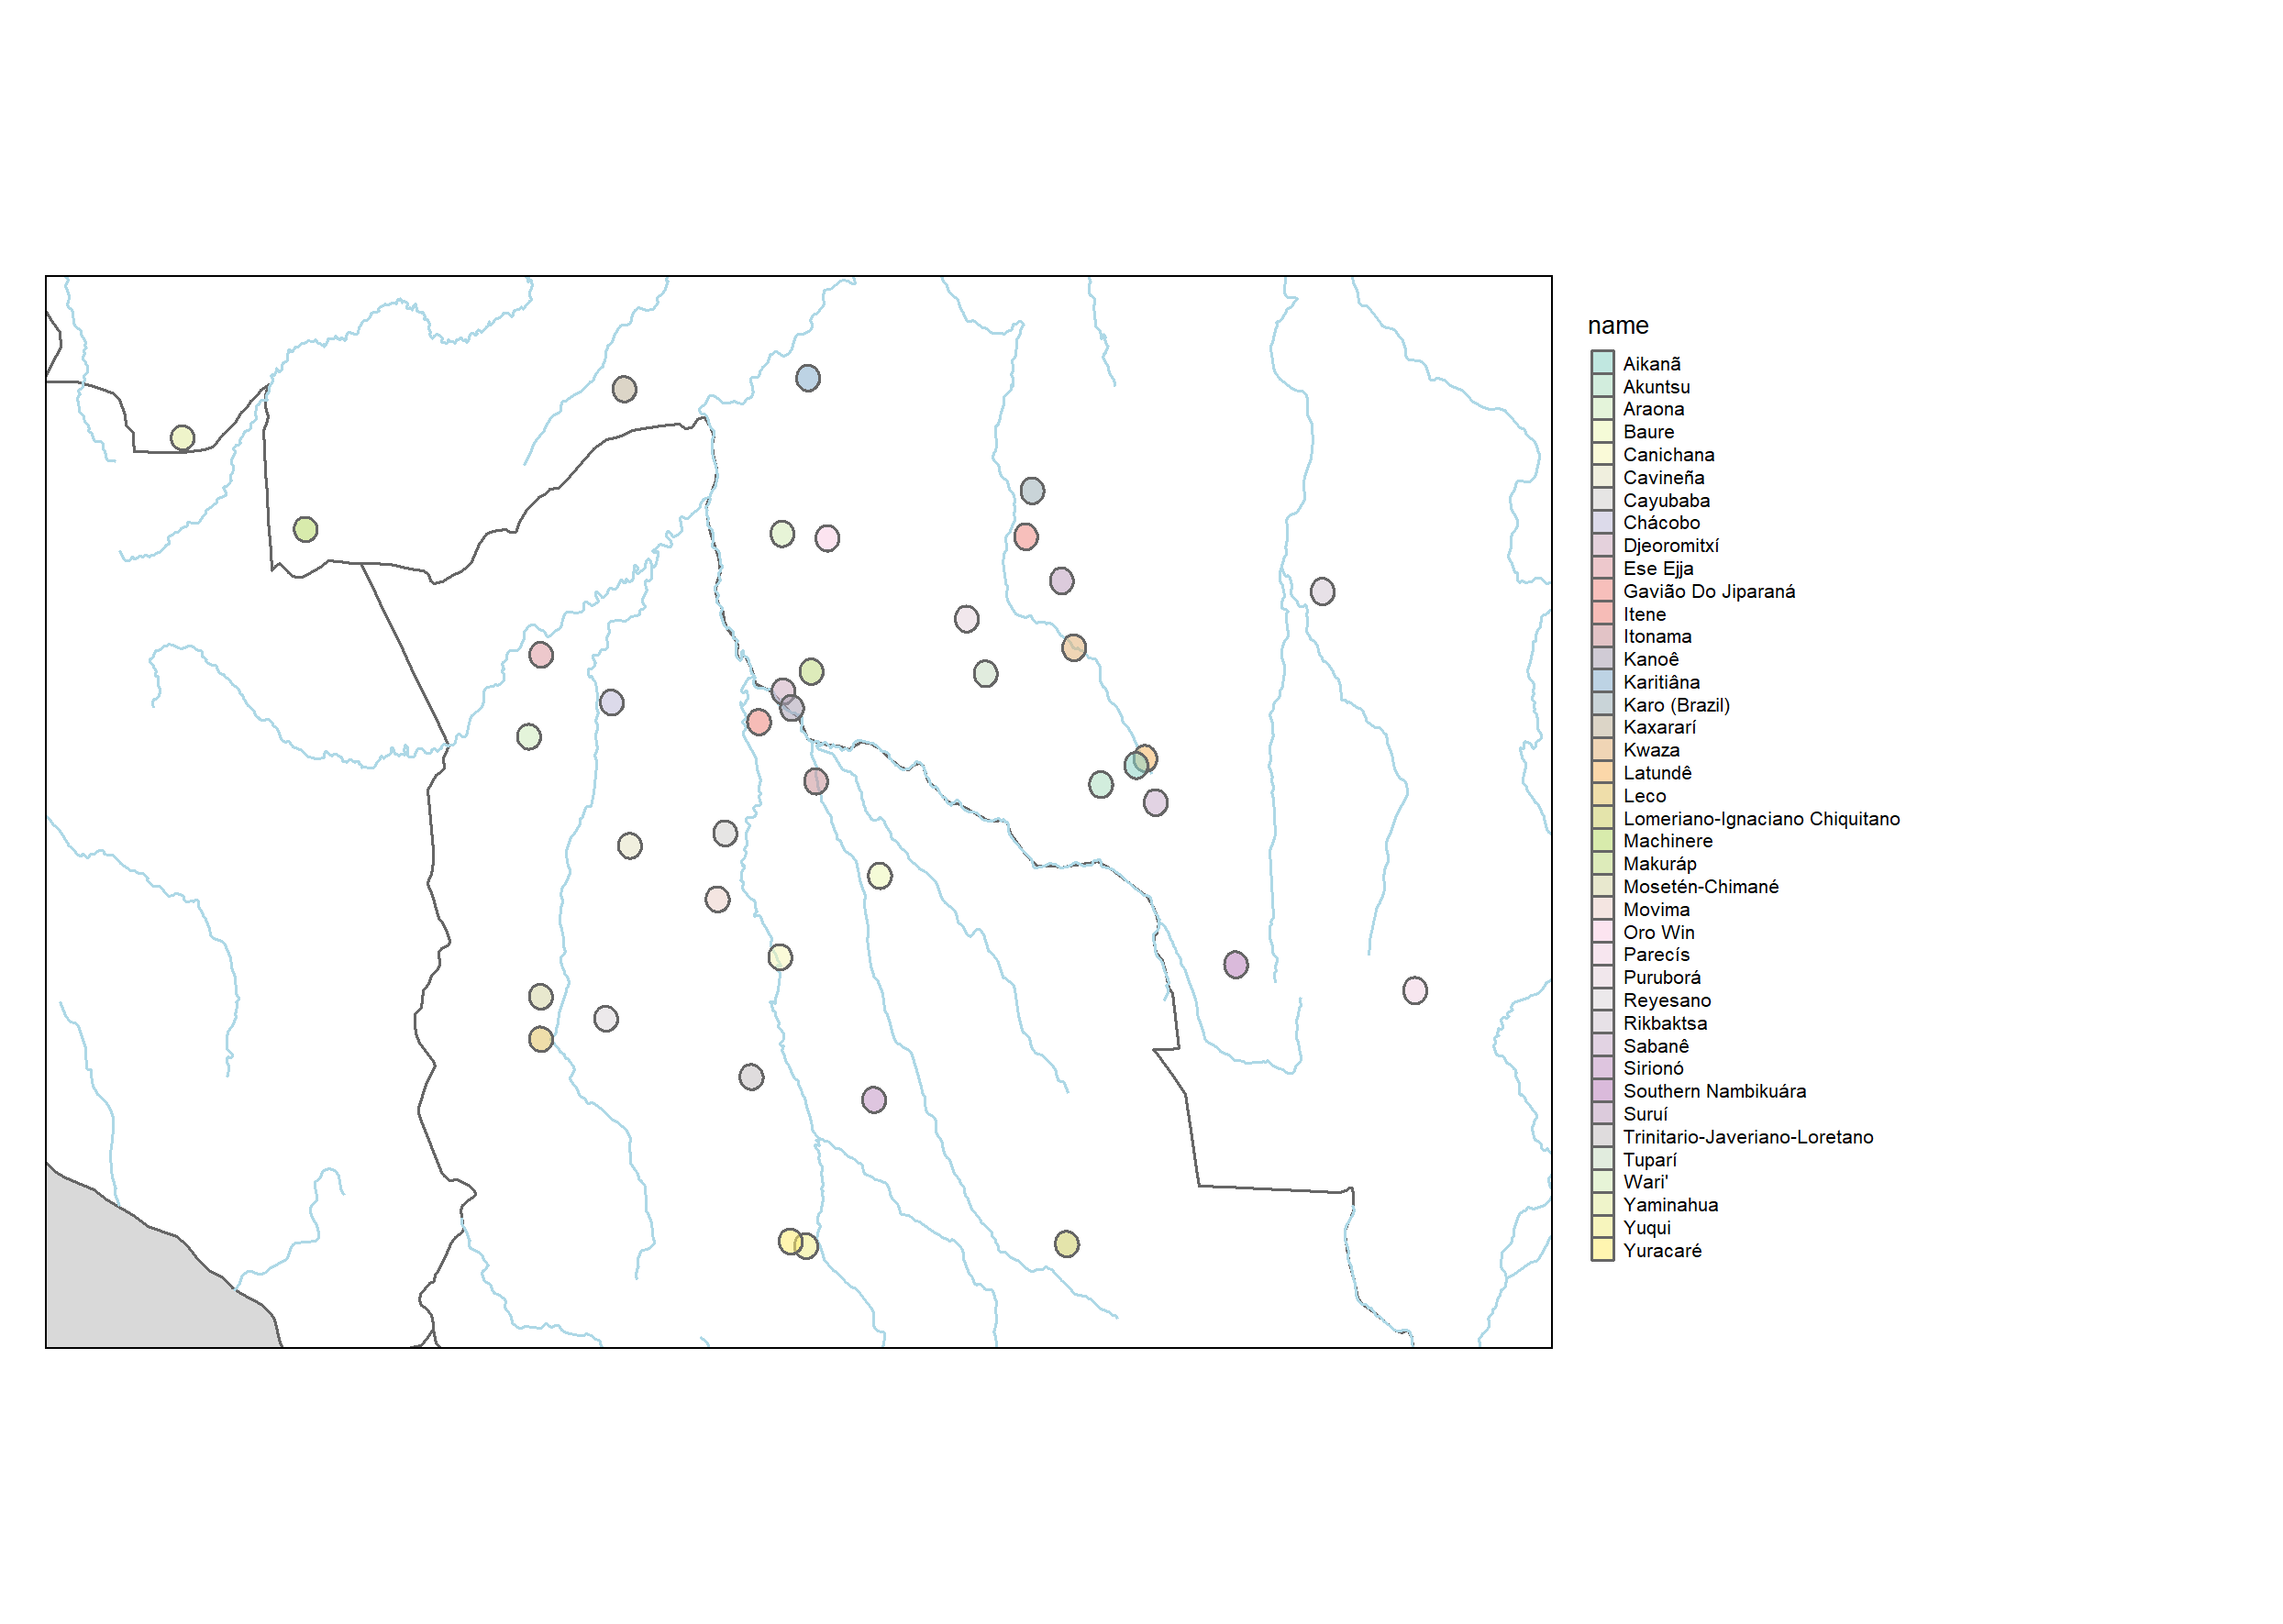 name
Aikanã
Akuntsu
Araona
Baure
Canichana
Cavineña
Cayubaba
Chácobo
Djeoromitxí
Ese Ejja
Gavião Do Jiparaná
Itene
Itonama
Kanoê
Karitiâna
Karo (Brazil)
Kaxararí
Kwaza
Latundê
Leco
Lomeriano-Ignaciano Chiquitano
Machinere
Makuráp
Mosetén-Chimané
Movima
Oro Win
Parecís
Puruborá
Reyesano
Rikbaktsa
Sabanê
Sirionó
Southern Nambikuára
Suruí
Trinitario-Javeriano-Loretano
Tuparí
Wari'
Yaminahua
Yuqui
Yuracaré